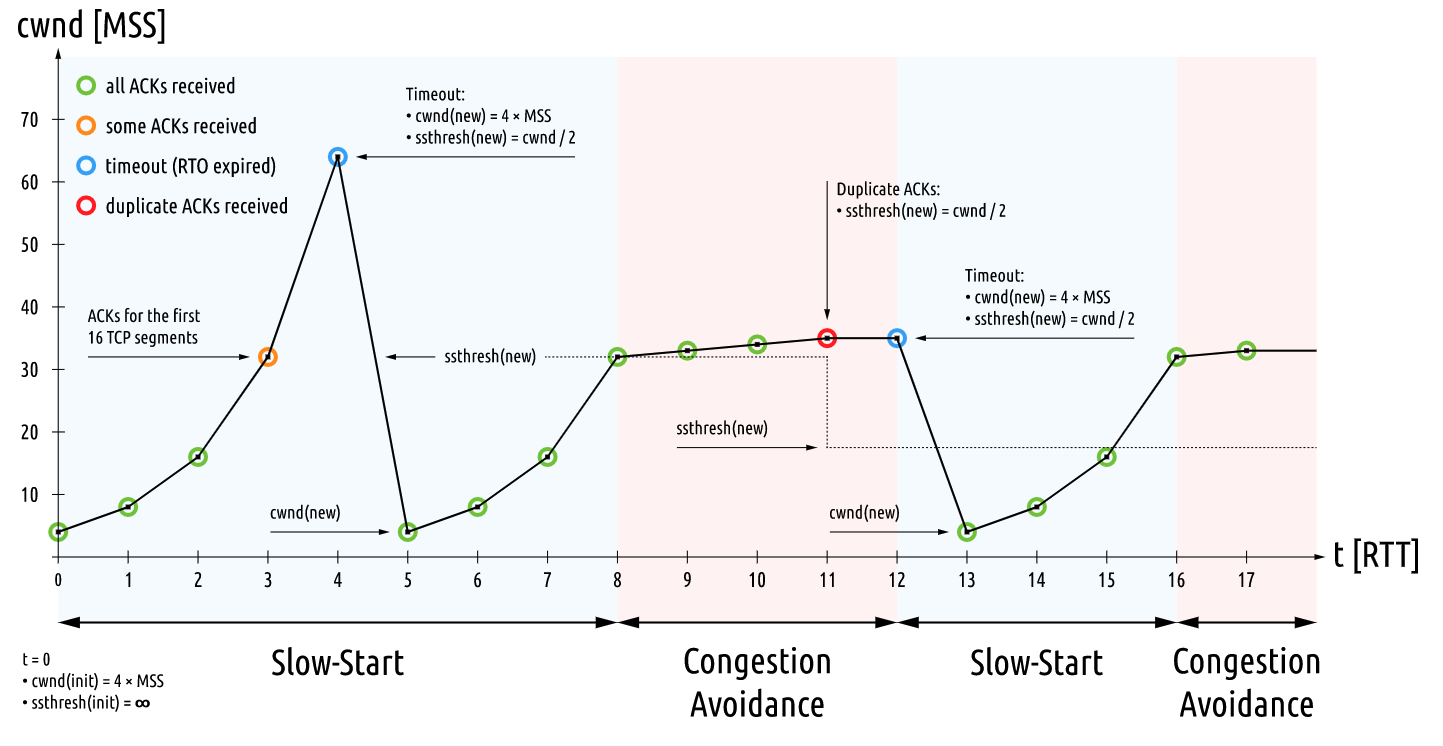 cwnd [MSS]
all ACKs received
some ACKs received
timeout (RTO expired)
duplicate ACKs received
Timeout:
• cwnd(new) = 4 × MSS
• ssthresh(new) = cwnd / 2
Duplicate ACKs:
• ssthresh(new) = cwnd / 2
Timeout:
• cwnd(new) = 4 × MSS
• ssthresh(new) = cwnd / 2
ACKs for the first
16 TCP segments
ssthresh(new)
ssthresh(new)
cwnd(new)
cwnd(new)
70
60
50
40
30
20
10
0 1 2 3 4 5 6 7 8 9 10 11 12 13 14 15 16 17
t [RTT]
Slow-Start
Congestion
Avoidance
Slow-Start
Congestion
Avoidance
t = 0
• cwnd(init) = 4 × MSS
• ssthresh(init) = ∞